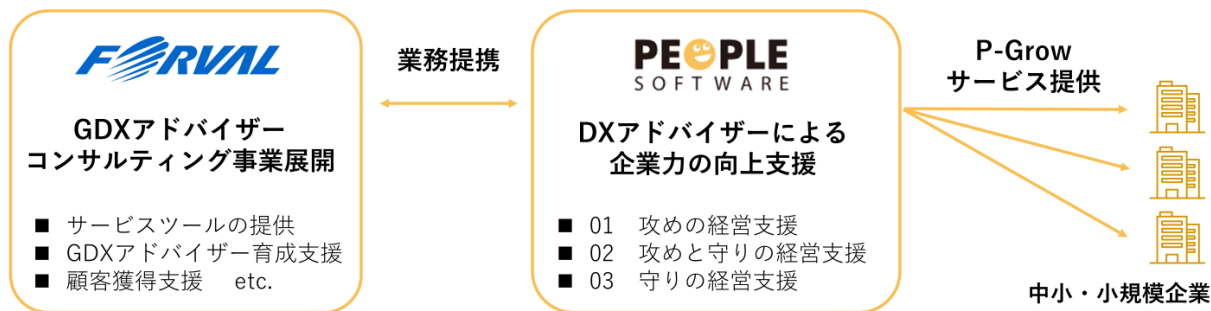 FORVAL
GDXアドバイザー
コンサルティング事業展開
■ サービスツールの提供
■ GDXアドバイザー育成支援
■ 顧客獲得支援 etc.
業務提携
PEOPLE
SOFTWARE
DXアドバイザーによる
企業力の向上支援
■ 01 攻めの経営支援
■ 02 攻めと守りの経営支援
■ 03 守りの経営支援
P-Grow
サービス提供
中小・小規模企業